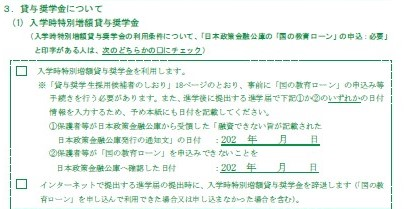 3．貸与奨学金について
(1) 入学時特別増額貸与奨学金
（入学時特別増額貸与奨学金の利用条件について、「日本政策金融公庫の「国の教育ローン」の申込：必要」
と印字がある人は、次のどちらかの口にチェック）
□ 入学時特別増額貸与奨学金を利用します。
※「貸与奨学生採用候補者のしおり」18ページのとおり、事前に「国の教育ローン」の申込み等
手続きを行う必要があります。また、進学後に提出する進学届で下記①か②のいずれかの日付
情報を入力するため、予め本紙にも日付を記載してください。
①保護者等が日本政策金融公庫から受領した「融資できない旨が記載された
日本政策金融公庫発行の通知文」の日付 ：202 年 月 日
②保護者等が「国の教育ローン」を申込みできないことを
日本政策金融公庫へ確認した日付 ：202 年 月 日
□ インターネットで提出する進学届の提出時に、入学時特別増額貸与奨学金を辞退します（「国の教
育ローン」を申し込んで利用できた場合又は申し込まなかった場合を含む）。